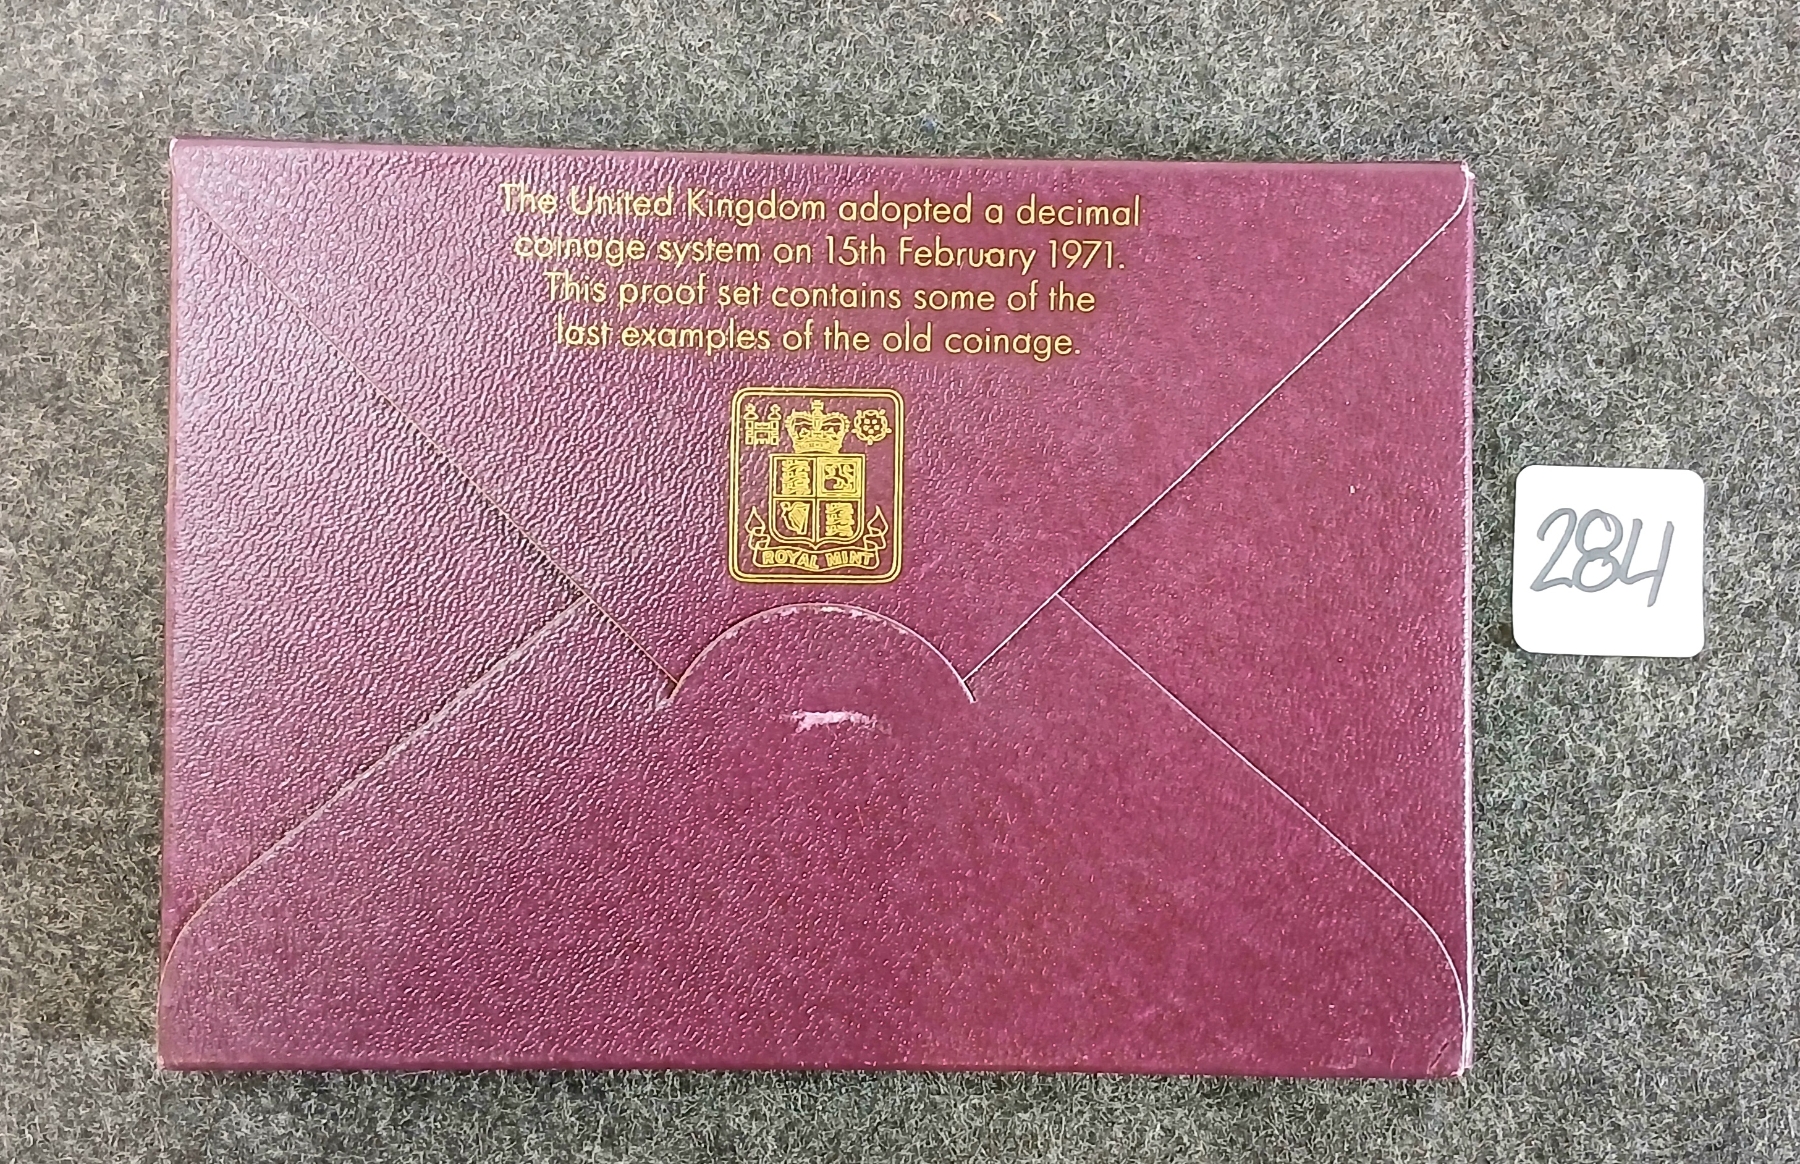 The United Kingdom adopted a decimal
coinage system on 15th February 1971.
This proof set contains some of the
last examples of the old coinage.
ROYAL MINT
284